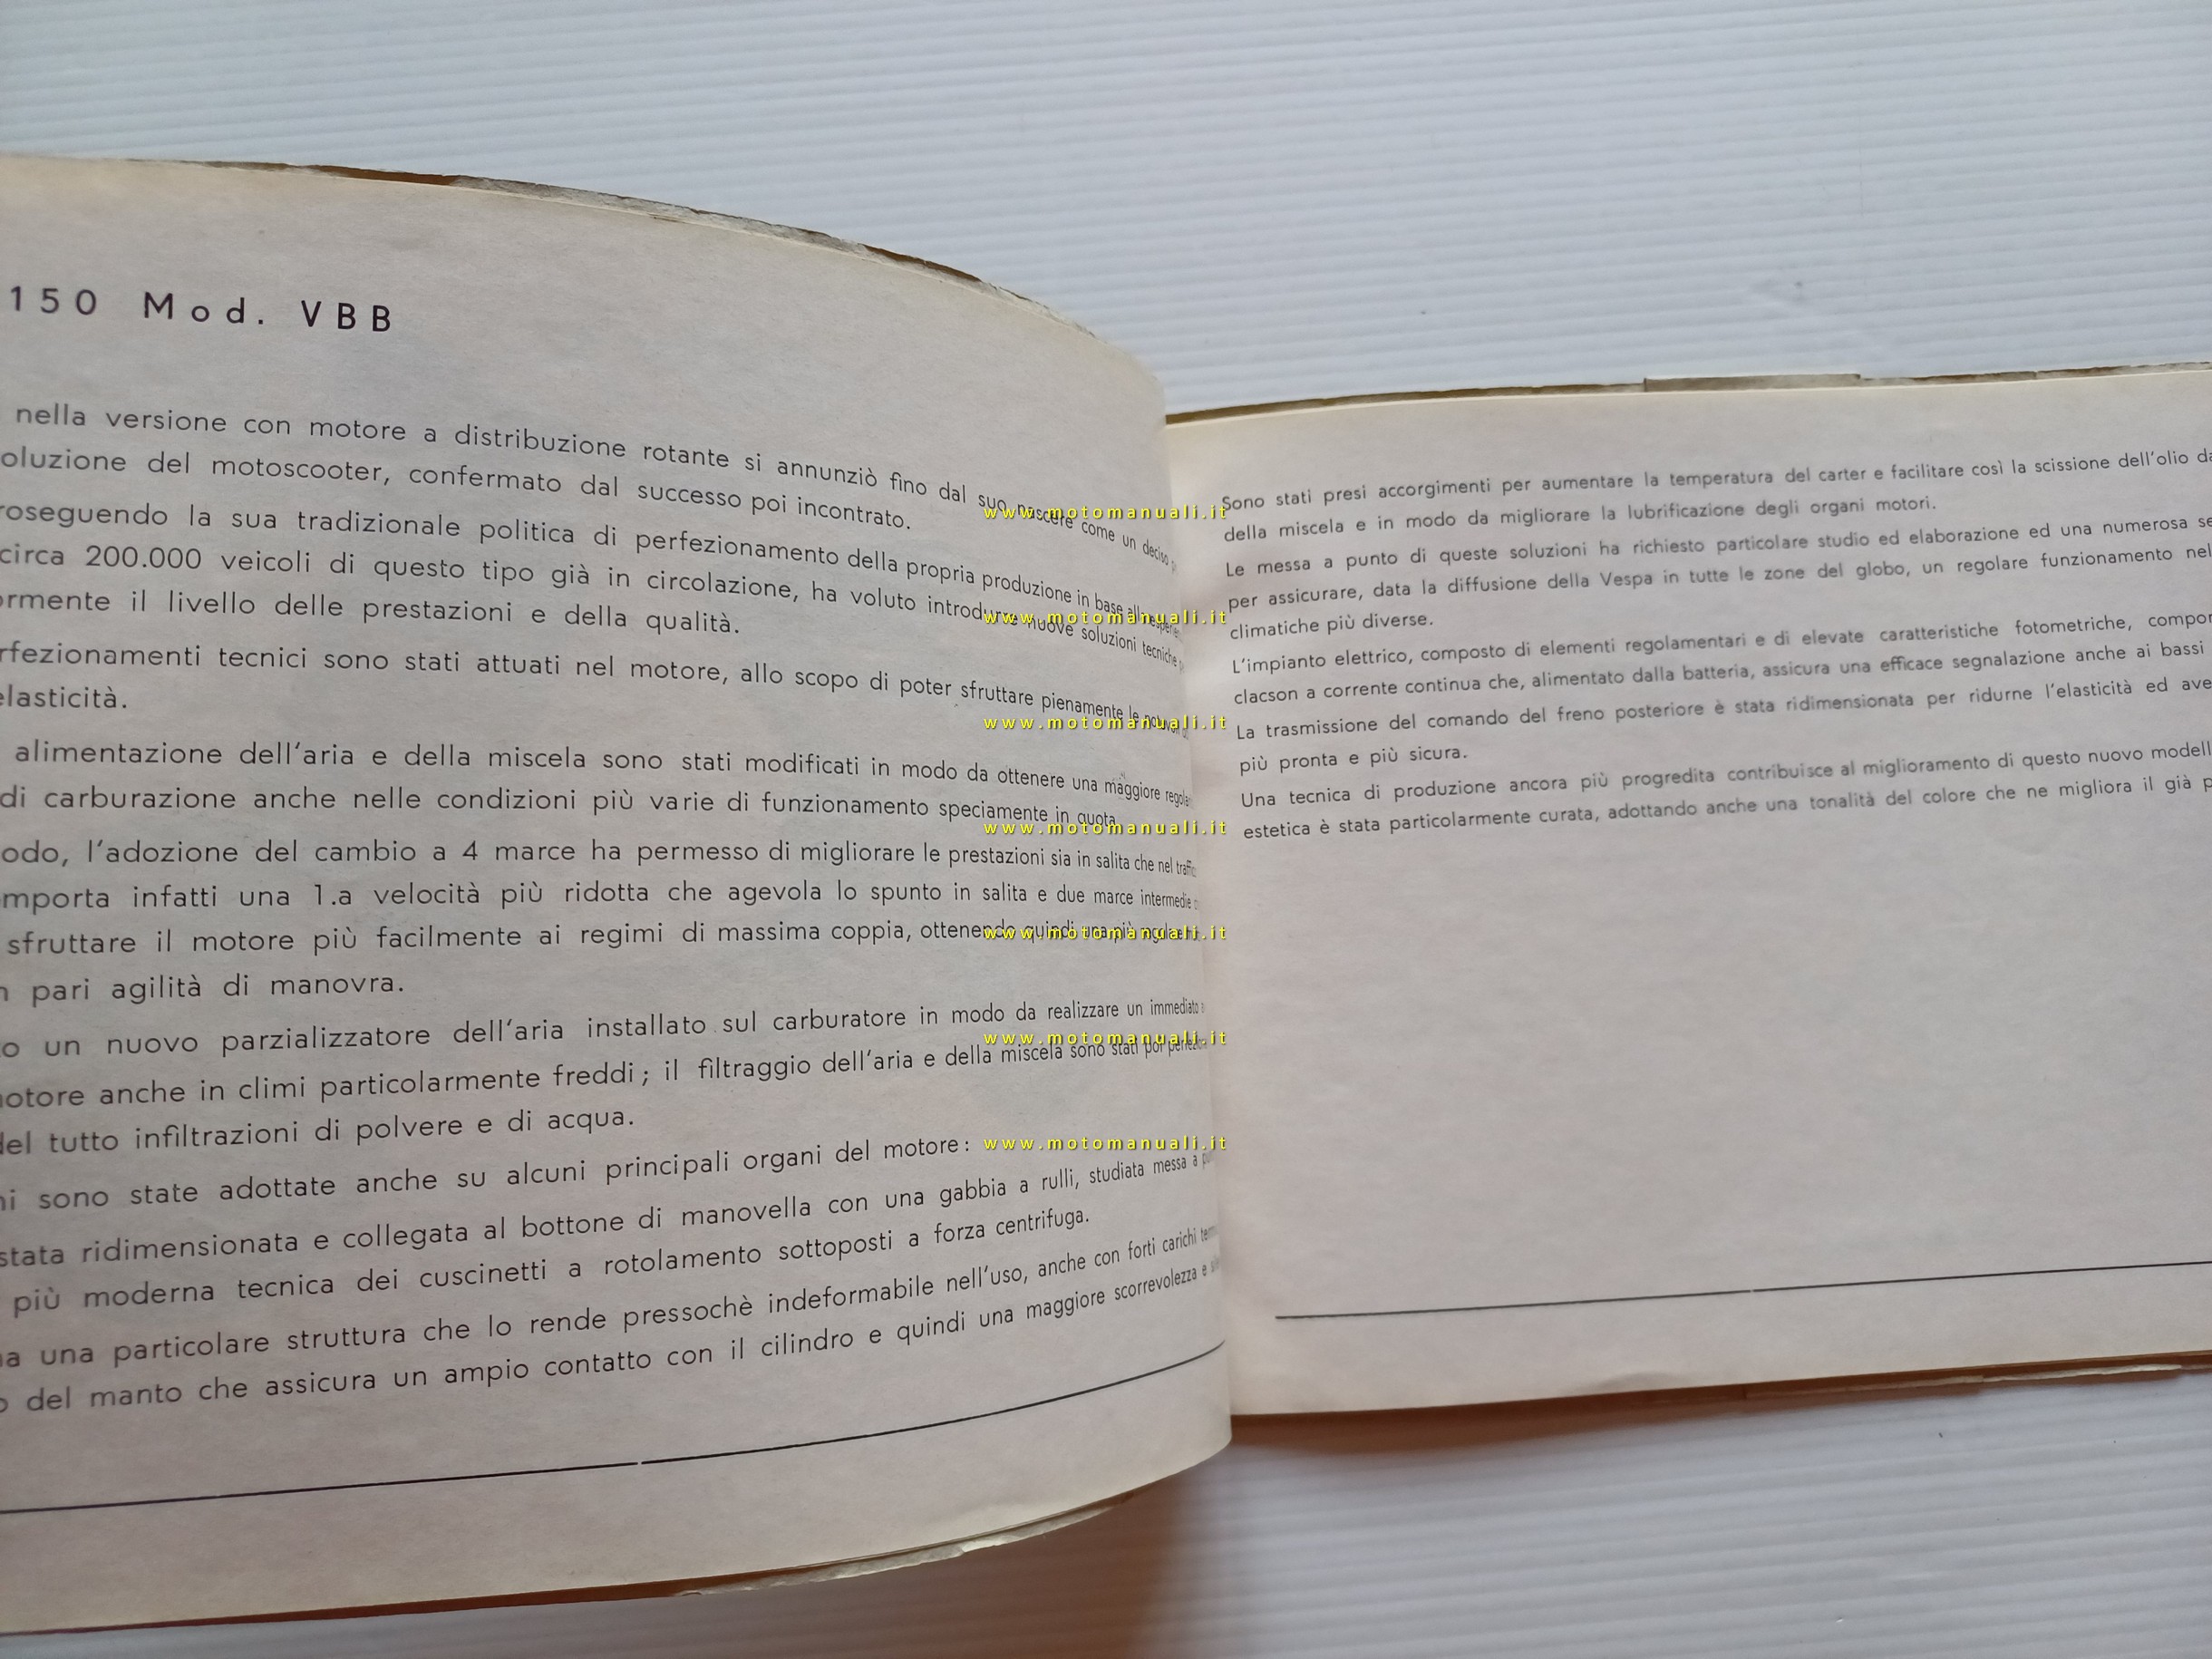 150 Mod. VBB
nella versione con motore a distribuzione rotante si annunziò fino dal suo nascere come un deciso
del motoscooter, confermato dal successo poi incontrato.
la sua tradizionale politica di perfezionamento della propria produzione in base
circa 200.000 veicoli di questo tipo già in circolazione, ha voluto introdurre nuove soluzioni tecniche
il livello delle prestazioni e della qualità.
tecnici sono stati attuati nel motore, allo scopo di poter sfruttare pienamente le
elasticità.
alimentazione dell'aria e della miscela sono stati modificati in modo da ottenere una maggiore
di carburazione anche nelle condizioni più varie di funzionamento speciamente in quota.
l'adozione del cambio a 4 marce ha permesso di migliorare le prestazioni sia in salita che nel
infatti una 1.a velocità più ridotta che agevola lo spunto in salita e due marce intermedie
sfruttare il motore più facilmente ai regimi di massima coppia, ottenendo quindi una più
pari agilità di manovra.
un nuovo parzializzatore dell'aria installato sul carburatore in modo da realizzare un immediato
anche in climi particolarmente freddi; il filtraggio dell'aria e della miscela sono stati poi
del tutto infiltrazioni di polvere e di acqua.
sono state adottate anche su alcuni principali organi del motore:
stata ridimensionata e collegata al bottone di manovella con una gabbia a rulli, studiata messa a
più moderna tecnica dei cuscinetti a rotolamento sottoposti a forza centrifuga.
una particolare struttura che lo rende pressochè indeformabile nell'uso, anche con forti carichi
del manto che assicura un ampio contatto con il cilindro e quindi una maggiore scorrevolezza e
Sono stati presi accorgimenti per aumentare la temperatura del carter e facilitare così la scissione dell'olio
della miscela e in modo da migliorare la lubrificazione degli organi motori.
Le messa a punto di queste soluzioni ha richiesto particolare studio ed elaborazione ed una numerosa
per assicurare, data la diffusione della Vespa in tutte le zone del globo, un regolare funzionamento
climatiche più diverse.
L'impianto elettrico, composto di elementi regolamentari e di elevate caratteristiche fotometriche,
clacson a corrente continua che, alimentato dalla batteria, assicura una efficace segnalazione anche ai bassi
La trasmissione del comando del freno posteriore è stata ridimensionata per ridurne l'elasticità ed
più pronta e più sicura.
Una tecnica di produzione ancora più progredita contribuisce al miglioramento di questo nuovo
estetica è stata particolarmente curata, adottando anche una tonalità del colore che ne migliora il già
www.motomanuali.it
www.motomanuali.it
www.motomanuali.it
www.motomanuali.it
www.motomanuali.it
www.motomanuali.it
www.motomanuali.it